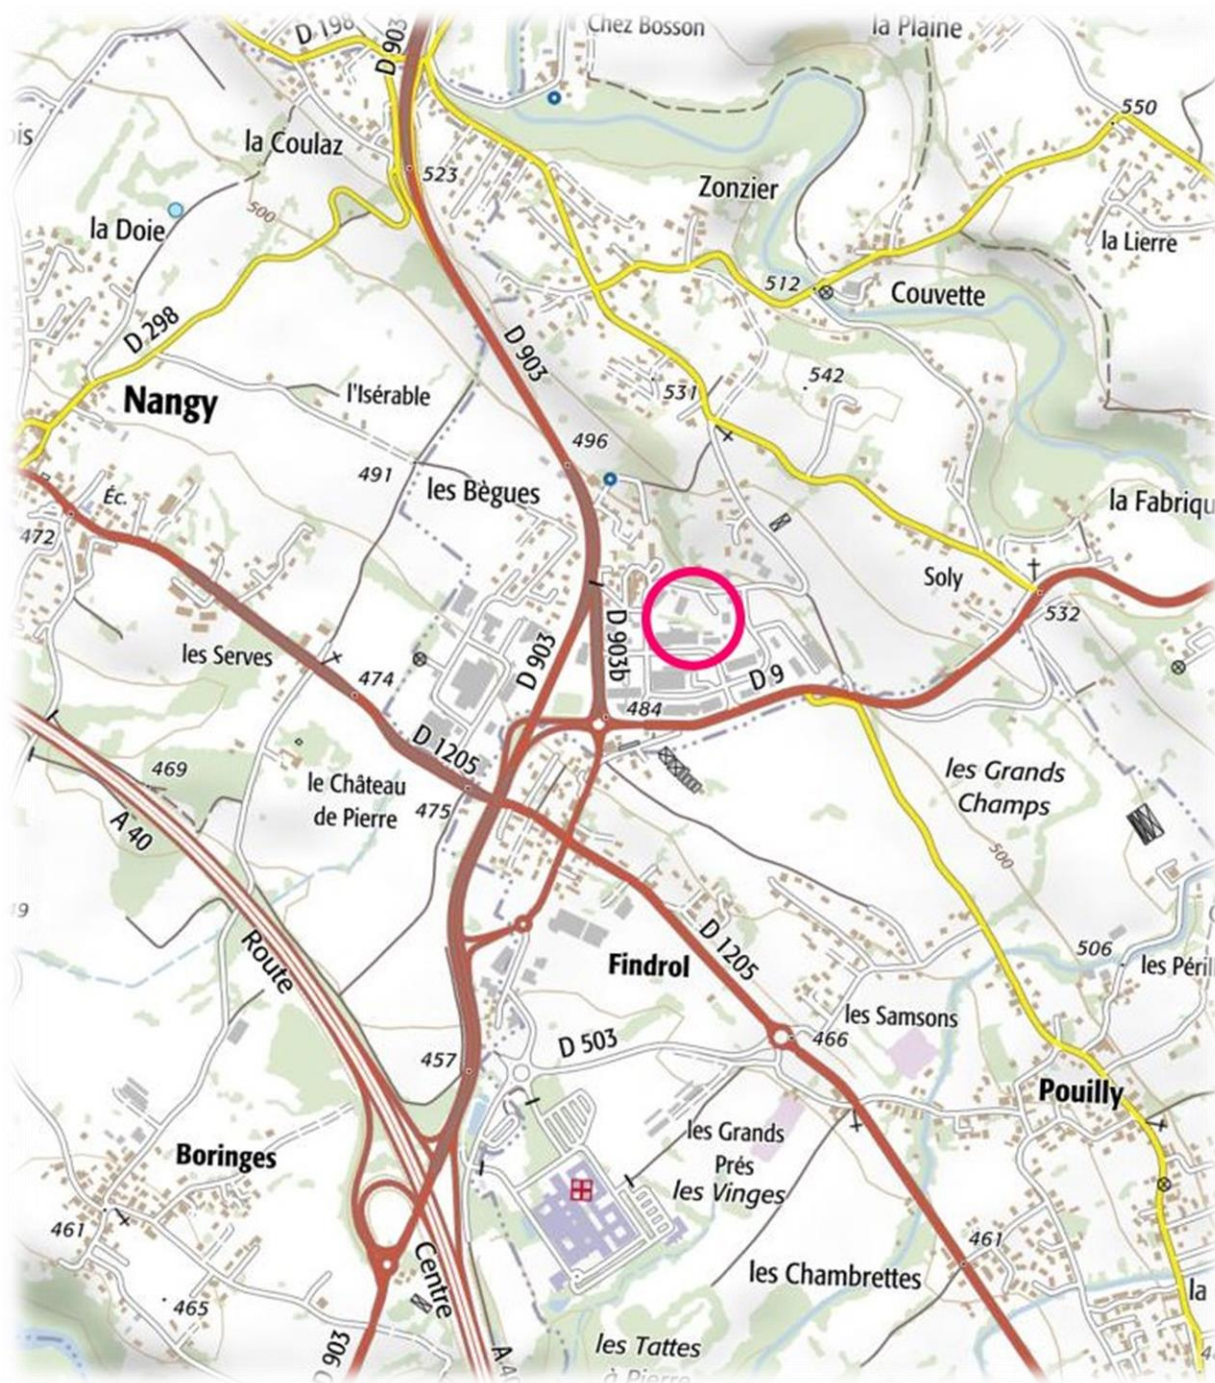 D 198
D 903
Chez Bosson
la Plaine
550
la Coulaz
523
Zonzier
500
la Doie
la Lierre
512
Couvette
D 298
D 903
542
531
Nangy
l'Isérable
496
491
les Bègues
la Fabriqu
Éc.
472
Soly
532
les Serves
D 903
D 903b
D 9
474
484
D 1205
469
le Château
de Pierre
475
les Grands
Champs
A 40
500
Route
Findrol
D 1205
506
les Péril
les Samsons
466
D 503
457
Pouilly
les Grands
Prés
les Vinges
Boringes
461
461
Centre
les Chambrettes
465
la
D 903
les Tattes
à Pierre